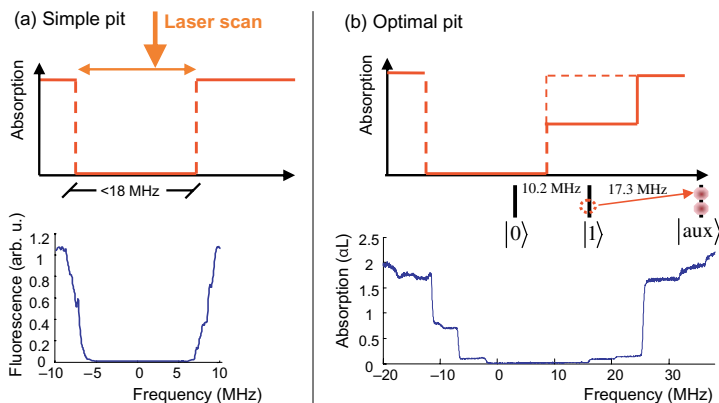 (a) Simple pit
Laser scan
Absorption
<18 MHz
Fluorescence (arb. u.)
1.2
1
0.8
0.6
0.4
0.2
0
−10
−5
0
5
10
Frequency (MHz)
(b) Optimal pit
Absorption
10.2 MHz
17.3 MHz
|0⟩
|1⟩
|aux⟩
Absorption (αL)
2.5
2
1.5
1
0.5
0
−20
−10
0
10
20
30
Frequency (MHz)